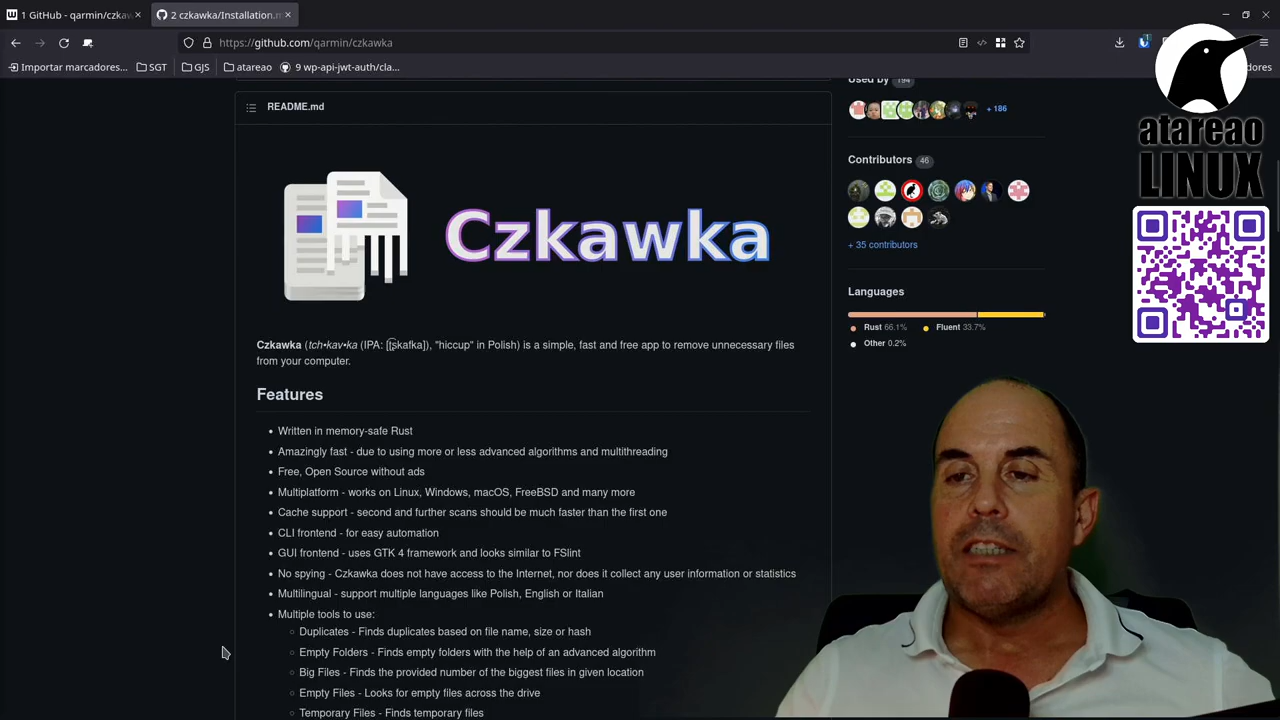 1 GitHub - qarmin/czkaw
2 czkawka/Installation.m
https://github.com/qarmin/czkawka
Importar marcadores...
SGT
GJS
atareao
9 wp-api-jwt-auth/cla...
dores
atareao
LINUX
README.md
Czkawka
Czkawka (tch•kav•ka (IPA: [ˈʧ̑kafka]), "hiccup" in Polish) is a simple, fast and free app to remove unnecessary files
from your computer.
Features
Written in memory-safe Rust
Amazingly fast - due to using more or less advanced algorithms and multithreading
Free, Open Source without ads
Multiplatform - works on Linux, Windows, macOS, FreeBSD and many more
Cache support - second and further scans should be much faster than the first one
CLI frontend - for easy automation
GUI frontend - uses GTK 4 framework and looks similar to FSlint
No spying - Czkawka does not have access to the Internet, nor does it collect any user information or statistics
Multilingual - support multiple languages like Polish, English or Italian
Multiple tools to use:
Duplicates - Finds duplicates based on file name, size or hash
Empty Folders - Finds empty folders with the help of an advanced algorithm
Big Files - Finds the provided number of the biggest files in given location
Empty Files - Looks for empty files across the drive
Temporary Files - Finds temporary files
Used by 194
+ 186
Contributors 46
+ 35 contributors
Languages
Rust 66.1%
Fluent 33.7%
Other 0.2%